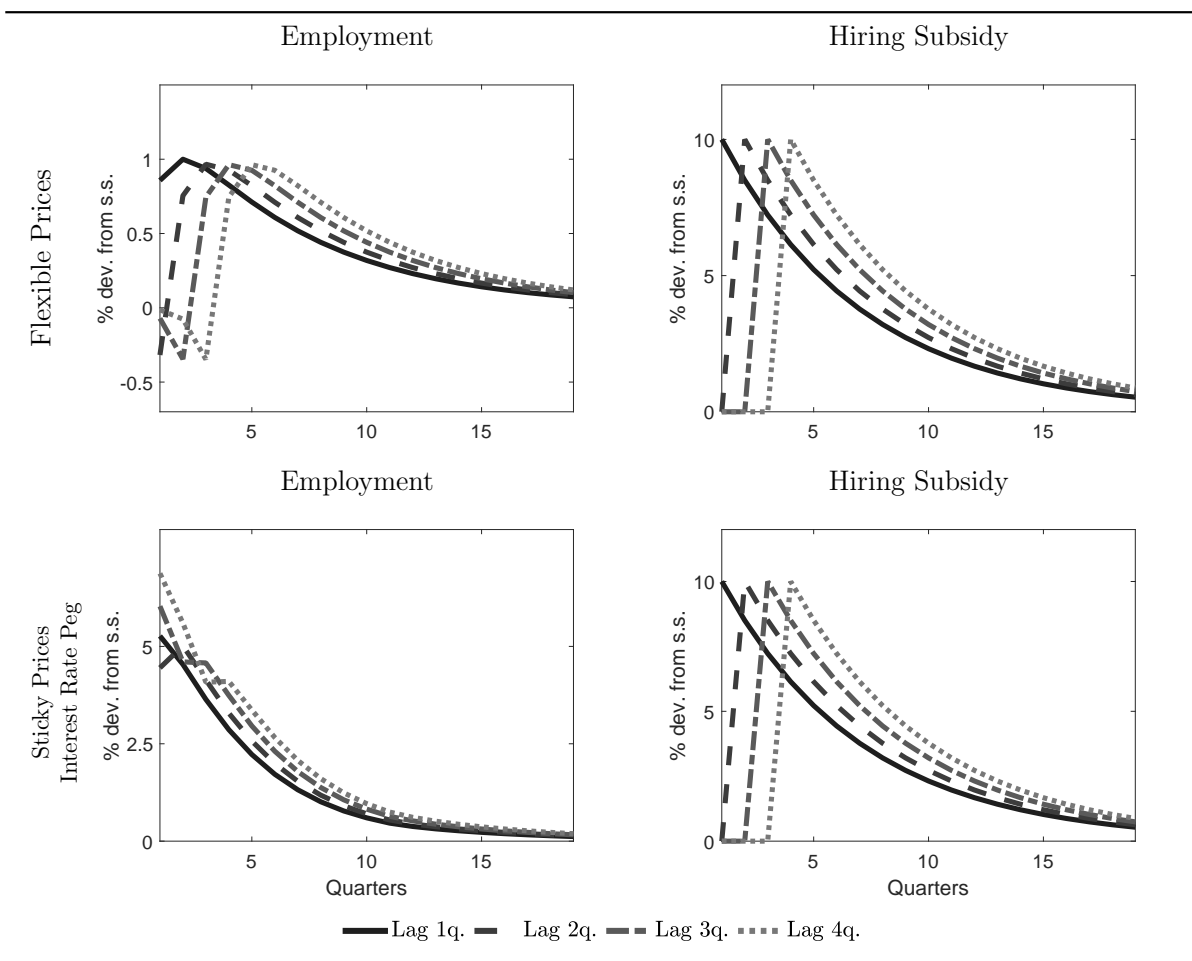 Employment
Hiring Subsidy
Flexible Prices
% dev. from s.s.
1
0.5
0
-0.5
5
10
15
% dev. from s.s.
10
5
0
5
10
15
Employment
Hiring Subsidy
Sticky Prices
Interest Rate Peg
% dev. from s.s.
5
2.5
0
5
10
15
Quarters
% dev. from s.s.
10
5
0
5
10
15
Quarters
Lag 1q. Lag 2q. Lag 3q. Lag 4q.